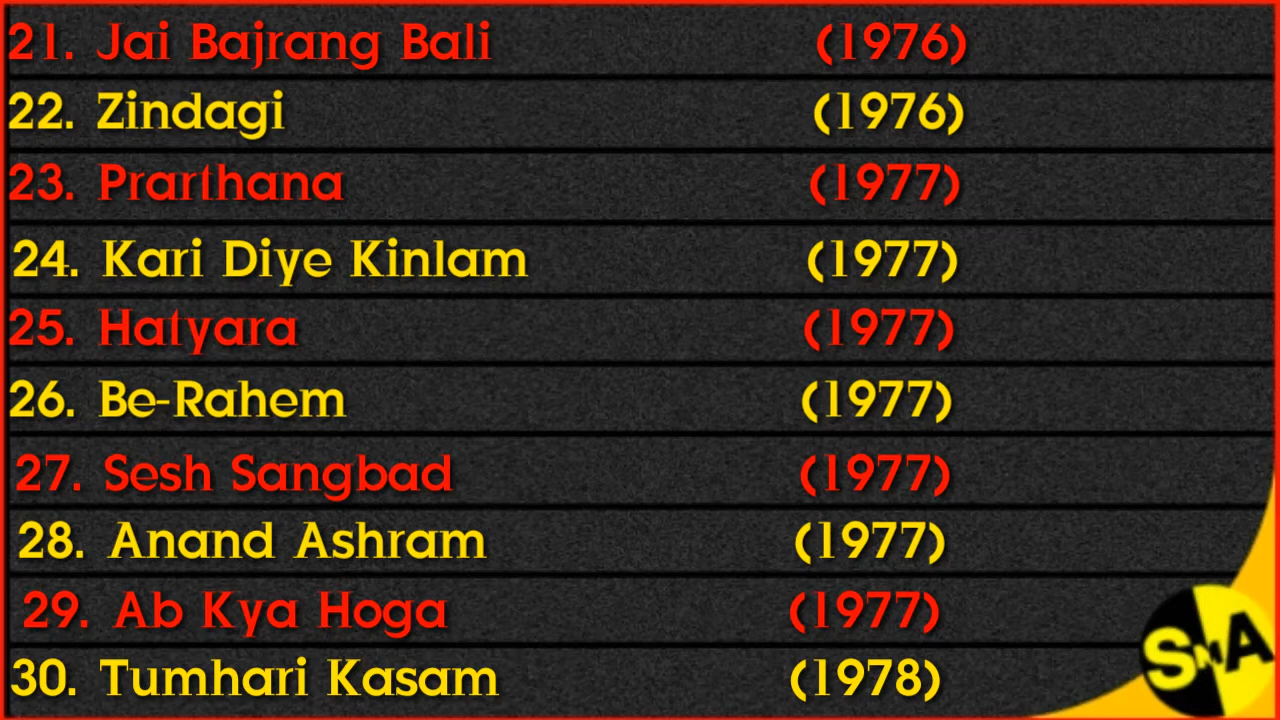 21. Jai Bajrang Bali (1976)
22. Zindagi (1976)
23. Prarthana (1977)
24. Kari Diye Kinlam (1977)
25. Hatyara (1977)
26. Be-Rahem (1977)
27. Sesh Sangbad (1977)
28. Anand Ashram (1977)
29. Ab Kya Hoga (1977)
30. Tumhari Kasam (1978)
SMA